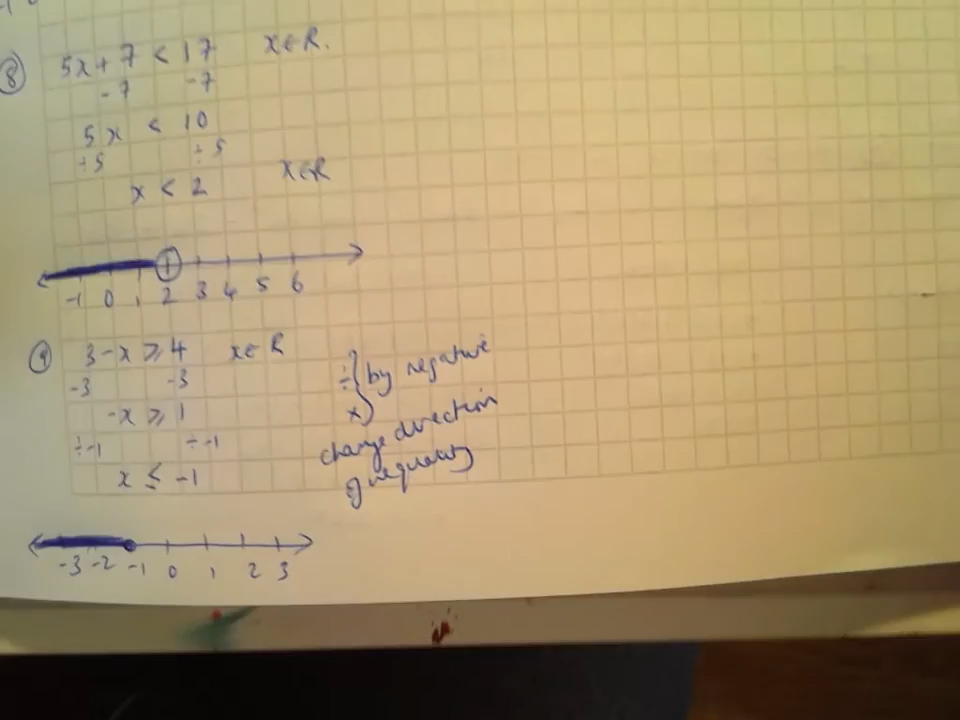 ⑧ 5x + 7 < 17 x ∈ R.
-7 -7
5x < 10
÷5 ÷5
x < 2 x ∈ R
-1 0 1 2 3 4 5 6
⑨ 3 - x ≥ 4 x ∈ R
-3 -3
-x ≥ 1
÷-1 ÷-1
x ≤ -1
÷ } by negative
x
change direction
-3 -2 -1 0 1 2 3